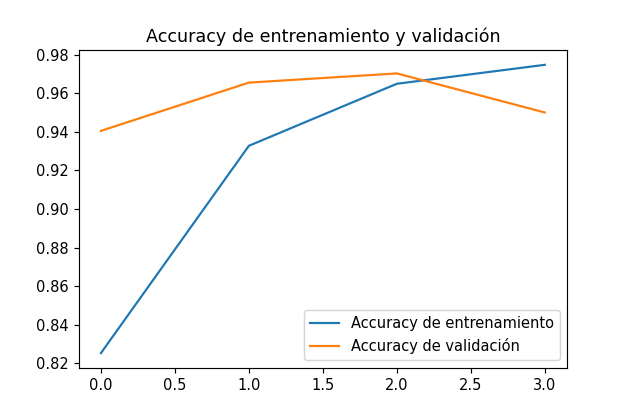 Accuracy de entrenamiento y validación
0.98
0.96
0.94
0.92
0.90
0.88
0.86
0.84
0.82
Accuracy de entrenamiento
Accuracy de validación
0.0 0.5 1.0 1.5 2.0 2.5 3.0